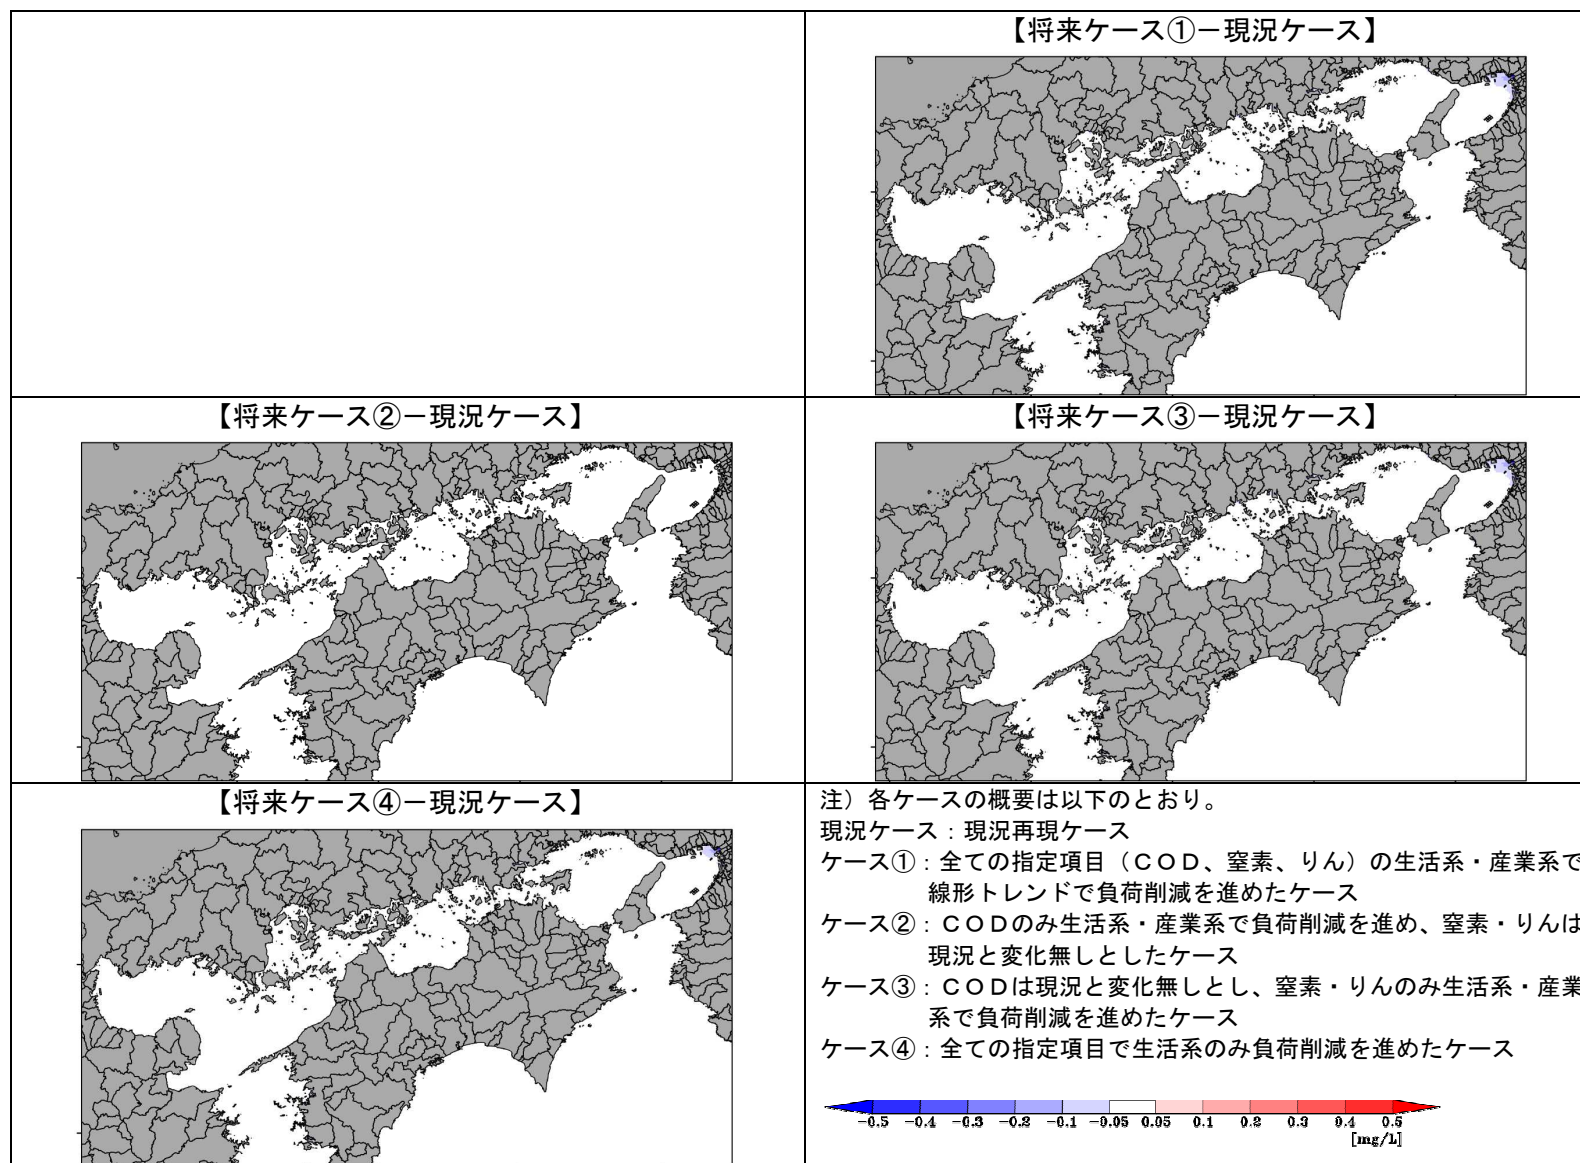 【将来ケース①－現況ケース】
【将来ケース②－現況ケース】
【将来ケース③－現況ケース】
【将来ケース④－現況ケース】
注）各ケースの概要は以下のとおり。
現況ケース：現況再現ケース
ケース①：全ての指定項目（ＣＯＤ、窒素、りん）の生活系・産業系で
線形トレンドで負荷削減を進めたケース
ケース②：ＣＯＤのみ生活系・産業系で負荷削減を進め、窒素・りんは
現況と変化無しとしたケース
ケース③：ＣＯＤは現況と変化無しとし、窒素・りんのみ生活系・産業
系で負荷削減を進めたケース
ケース④：全ての指定項目で生活系のみ負荷削減を進めたケース
-0.5 -0.4 -0.3 -0.2 -0.1 -0.05 0.05 0.1 0.2 0.3 0.4 0.5
[mg/L]